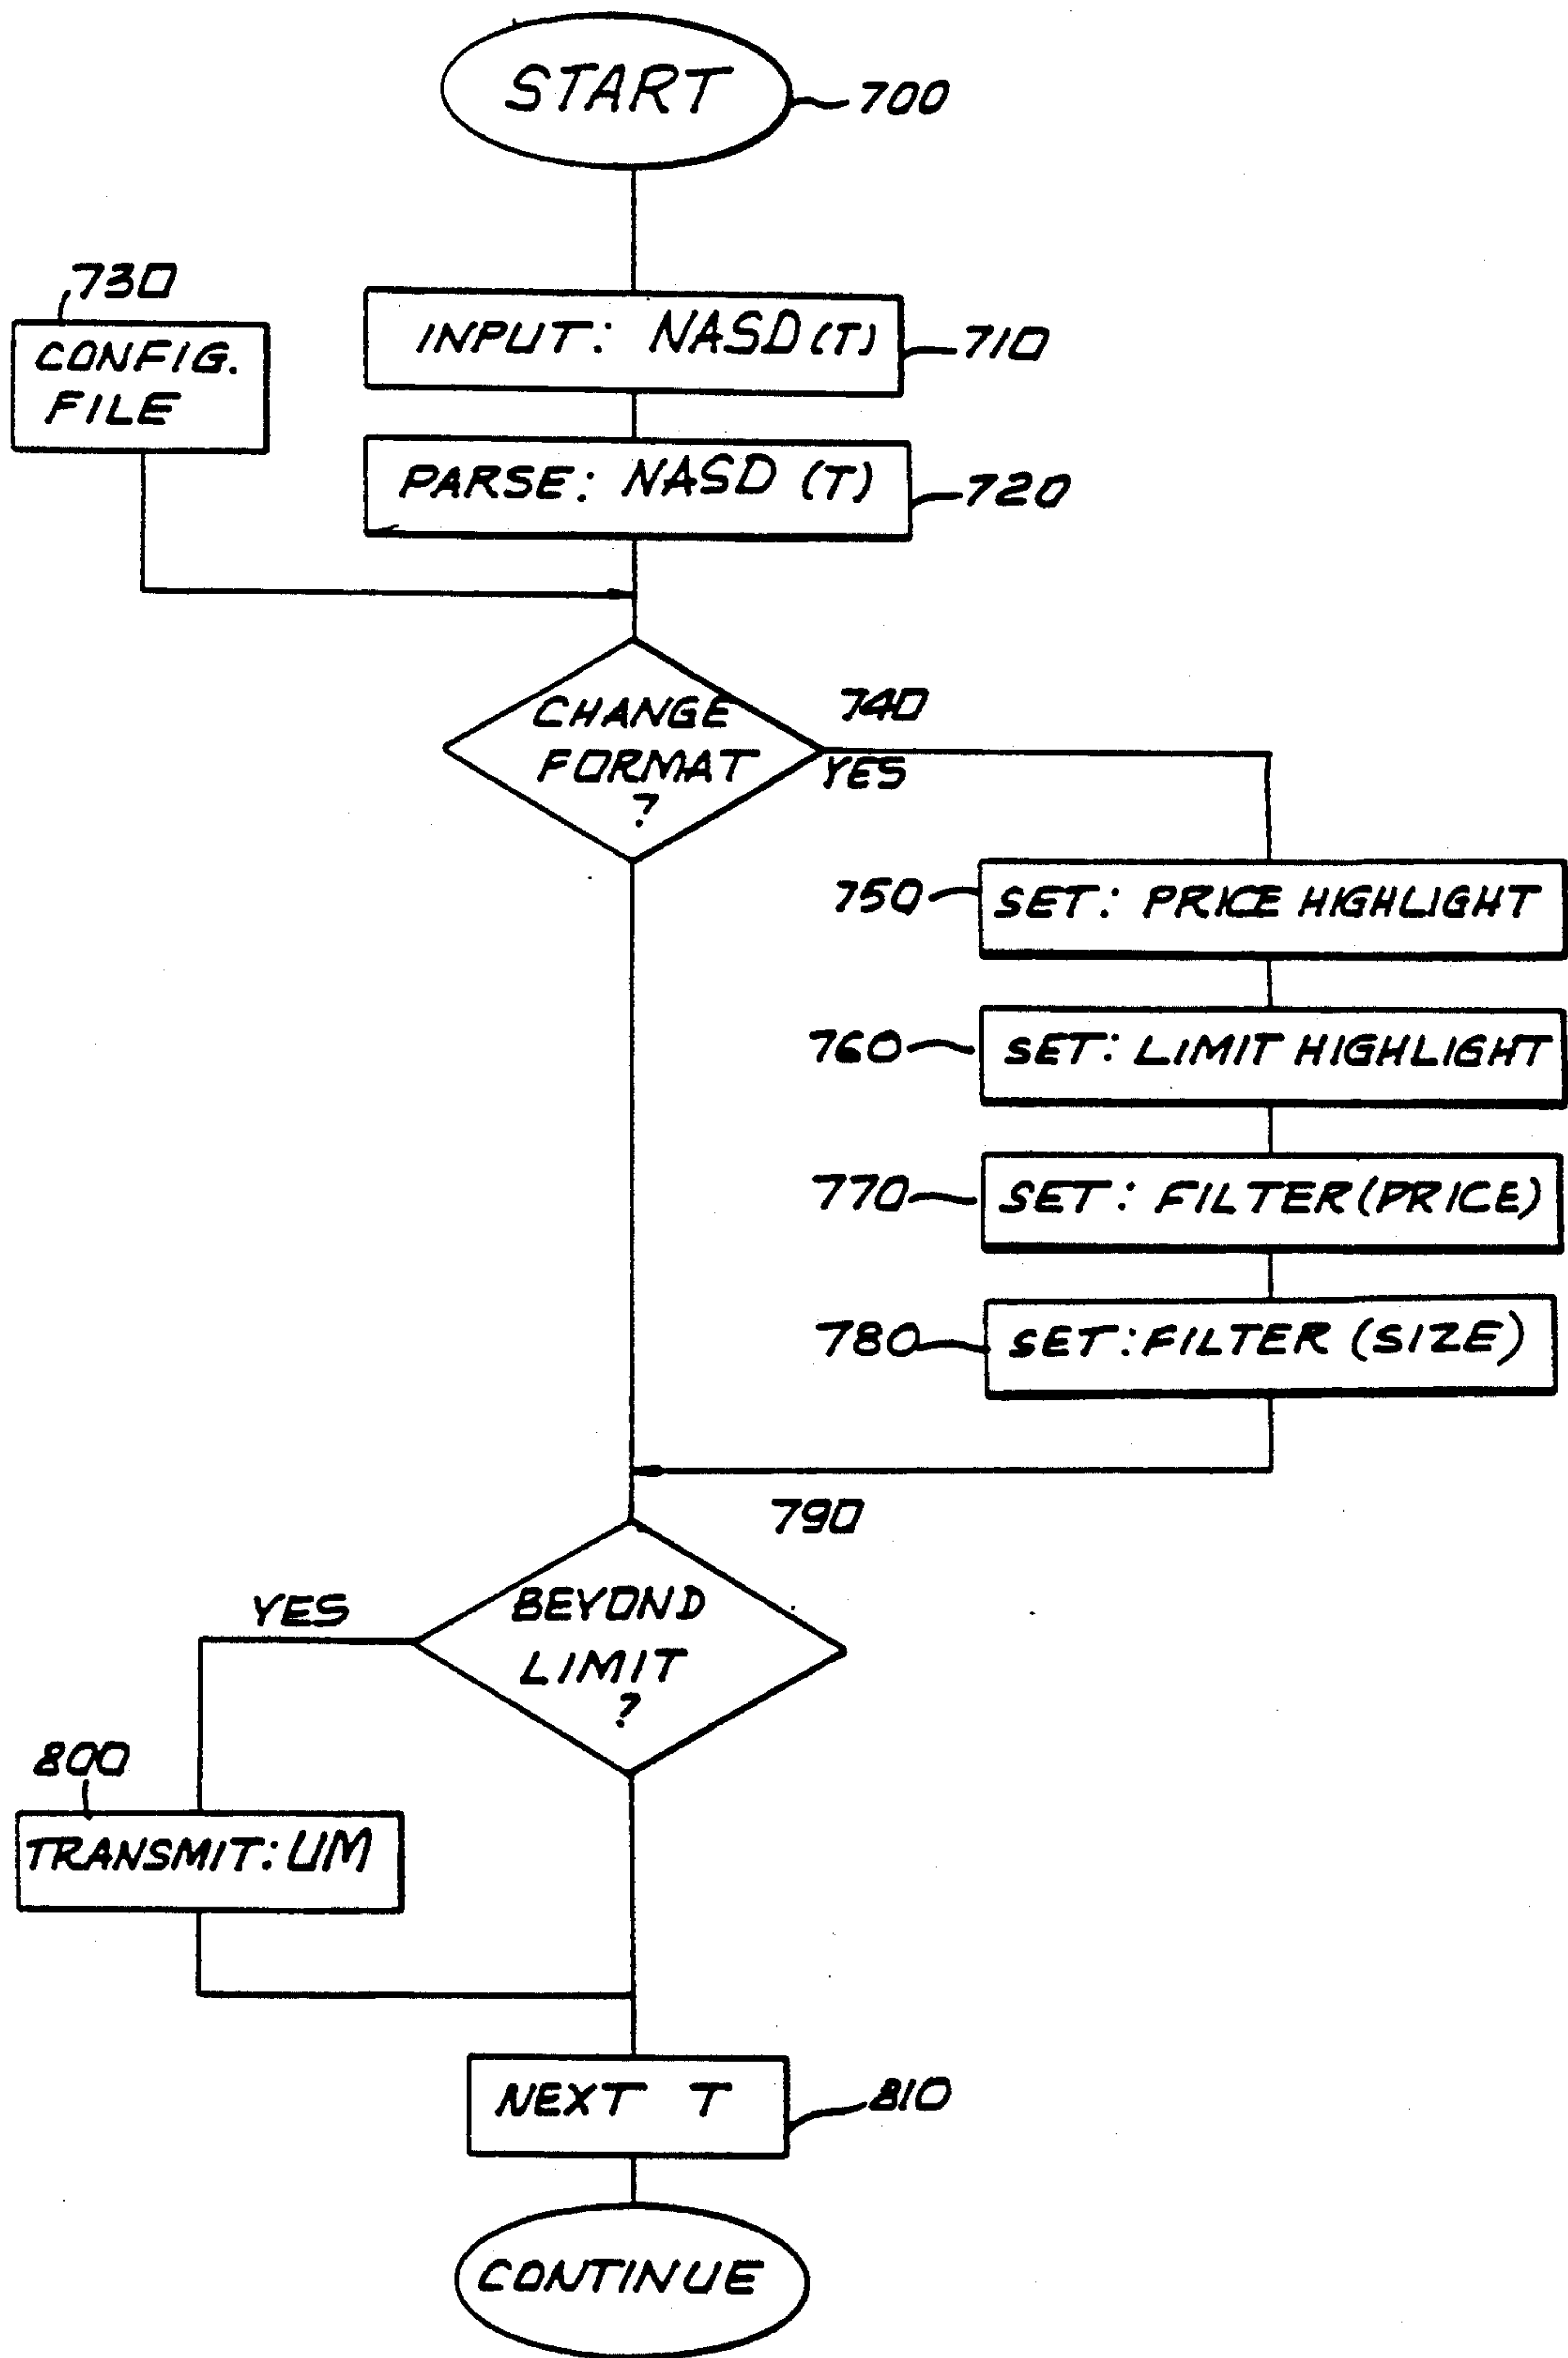 START
700
730
CONFIG.
FILE
INPUT: NASD(T)
710
PARSE: NASD (T)
720
CHANGE
FORMAT
?
740
YES
750
SET: PRICE HIGHLIGHT
760
SET: LIMIT HIGHLIGHT
770
SET: FILTER(PRICE)
780
SET:FILTER (SIZE)
790
BEYOND
LIMIT
?
YES
800
TRANSMIT: UM
NEXT T
810
CONTINUE